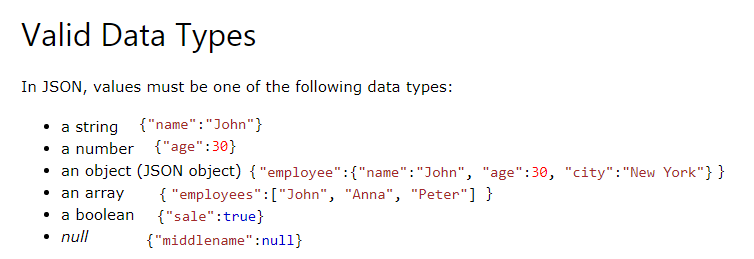 Valid Data Types
In JSON, values must be one of the following data types:
• a string {"name":"John"}
• a number {"age":30}
• an object (JSON object) {"employee":{"name":"John", "age":30, "city":"New York"} }
• an array { "employees":["John", "Anna", "Peter"] }
• a boolean {"sale":true}
• null {"middlename":null}